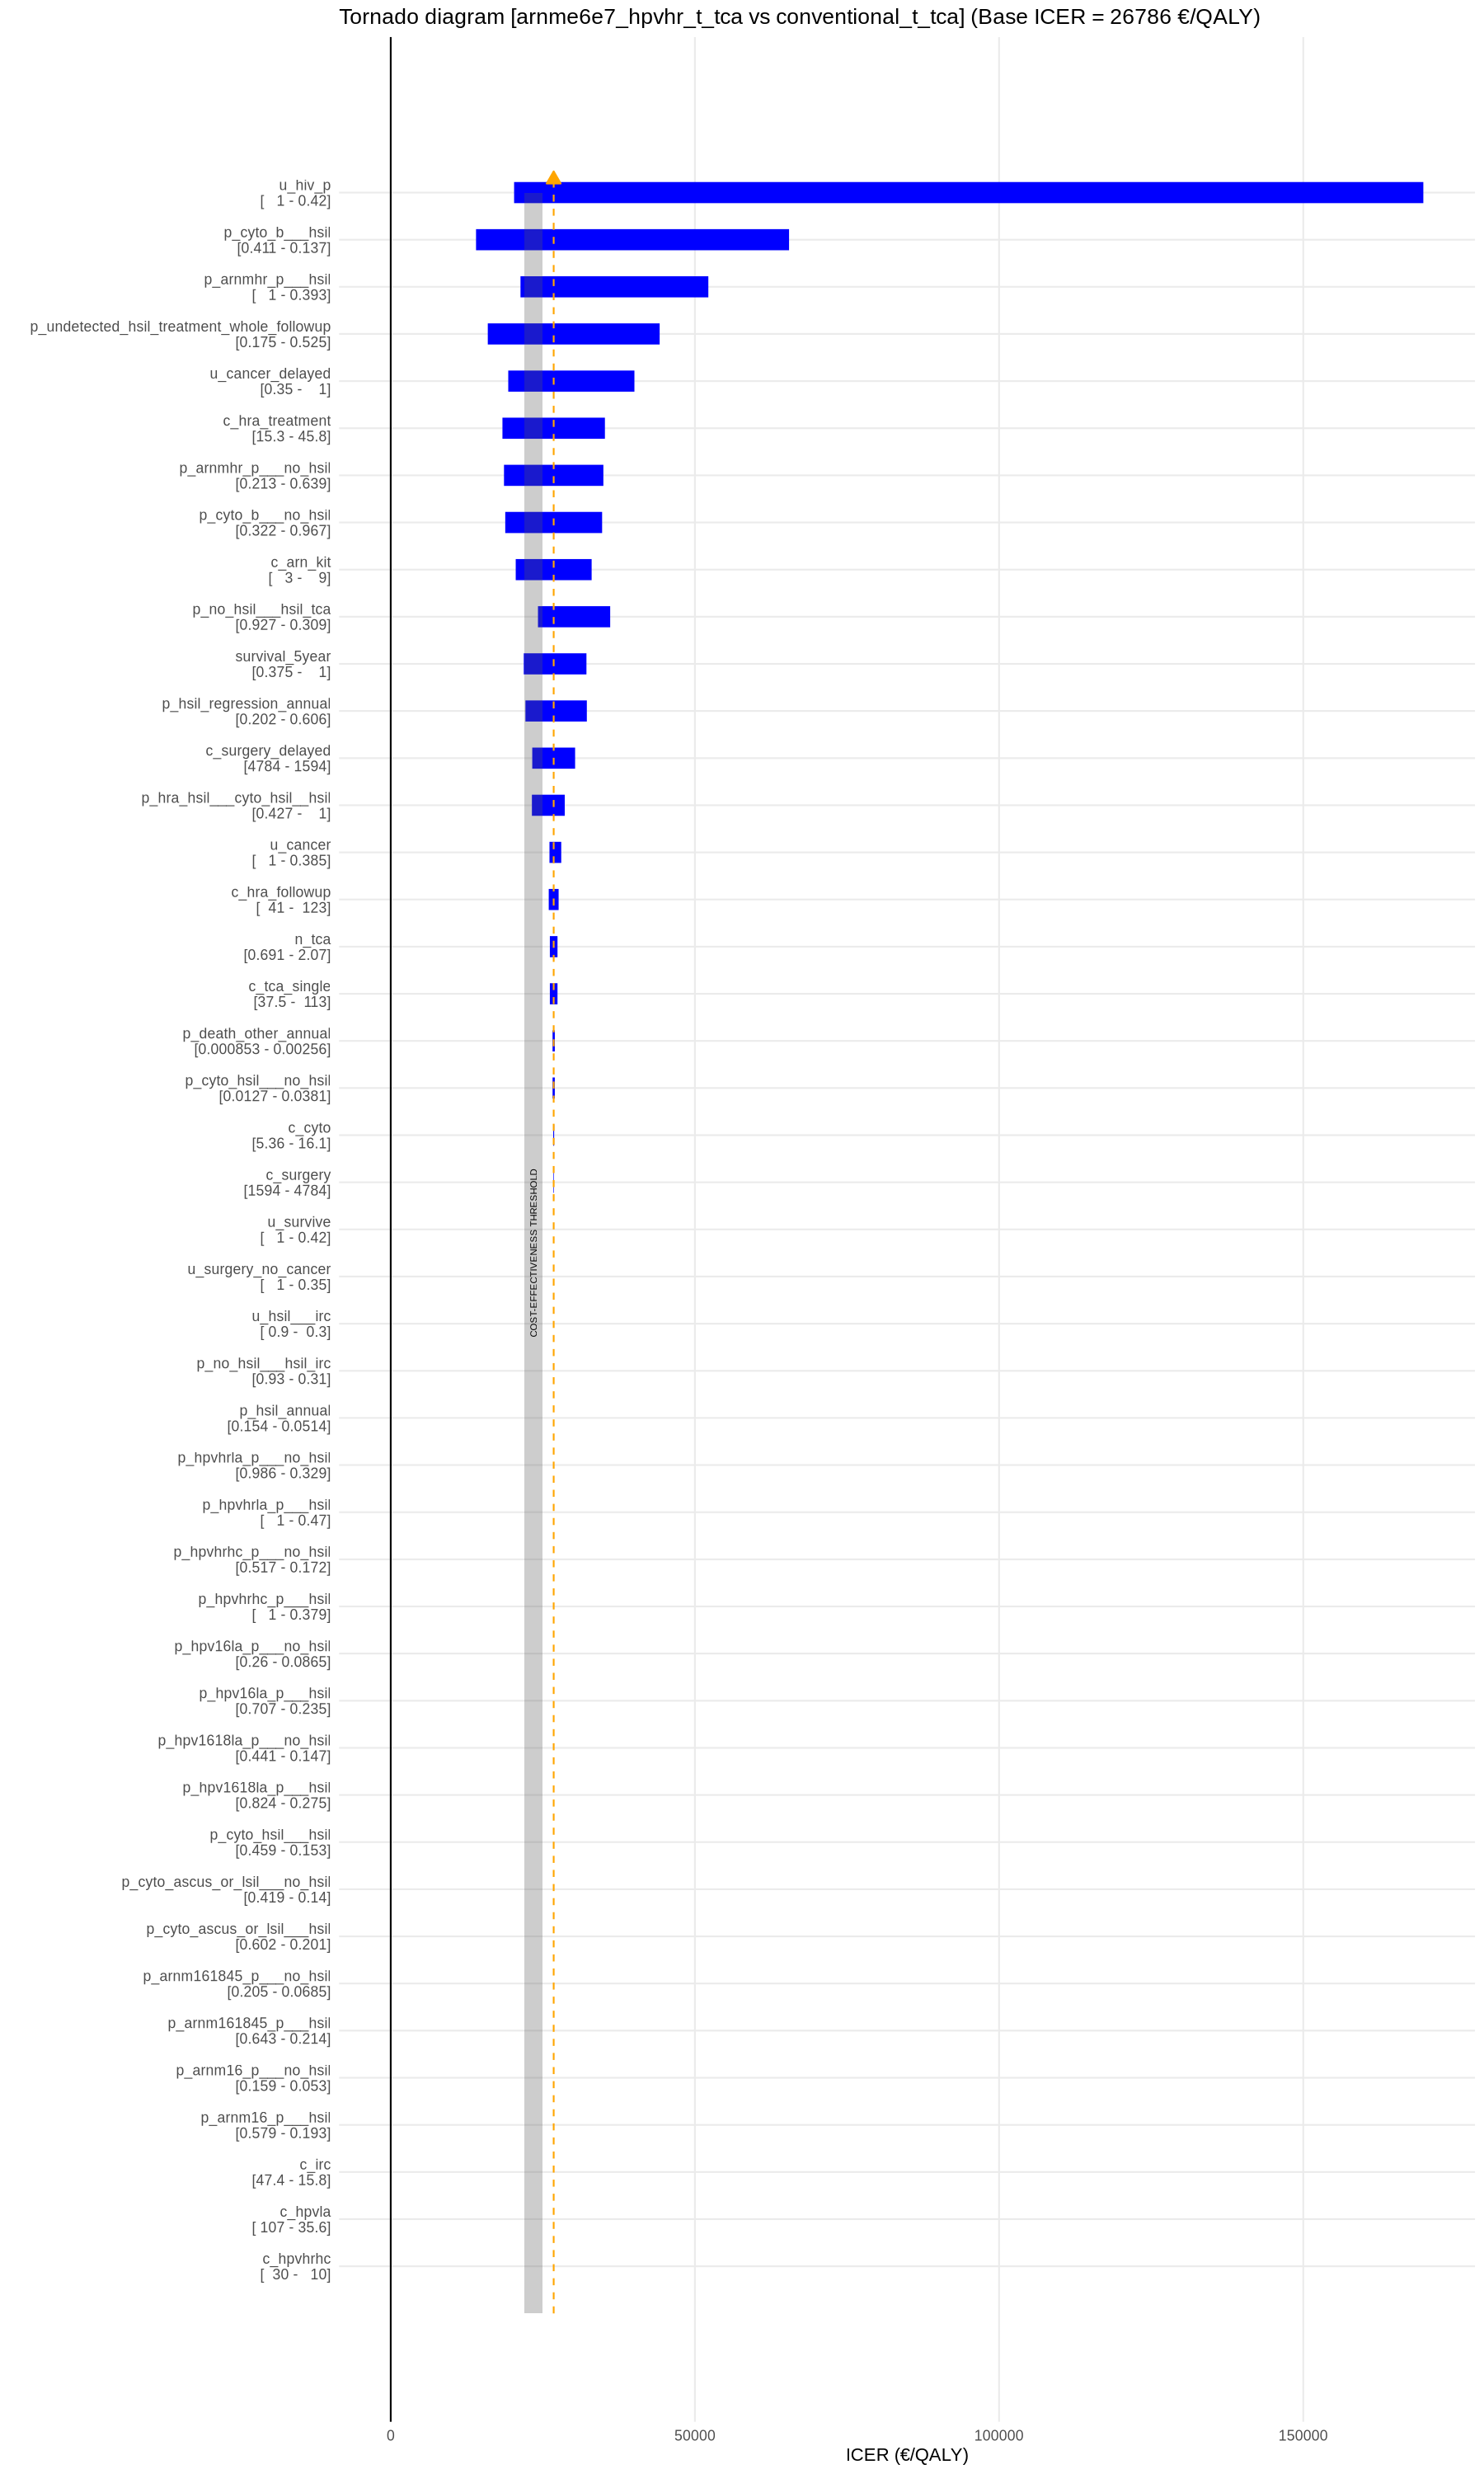 Tornado diagram [arnme6e7_hpvhr_t_tca vs conventional_t_tca] (Base ICER = 26786 €/QALY)
u_hiv_p
[   1 - 0.42]
p_cyto_b___hsil
[0.411 - 0.137]
p_arnmhr_p___hsil
[   1 - 0.393]
p_undetected_hsil_treatment_whole_followup
[0.175 - 0.525]
u_cancer_delayed
[0.35 -    1]
c_hra_treatment
[15.3 - 45.8]
p_arnmhr_p___no_hsil
[0.213 - 0.639]
p_cyto_b___no_hsil
[0.322 - 0.967]
c_arn_kit
[   3 -    9]
p_no_hsil___hsil_tca
[0.927 - 0.309]
survival_5year
[0.375 -    1]
p_hsil_regression_annual
[0.202 - 0.606]
c_surgery_delayed
[4784 - 1594]
p_hra_hsil___cyto_hsil__hsil
[0.427 -    1]
u_cancer
[   1 - 0.385]
c_hra_followup
[  41 -  123]
n_tca
[0.691 - 2.07]
c_tca_single
[37.5 -  113]
p_death_other_annual
[0.000853 - 0.00256]
p_cyto_hsil___no_hsil
[0.0127 - 0.0381]
c_cyto
[5.36 - 16.1]
c_surgery
[1594 - 4784]
u_survive
[   1 - 0.42]
u_surgery_no_cancer
[   1 - 0.35]
u_hsil___irc
[ 0.9 -  0.3]
p_no_hsil___hsil_irc
[0.93 - 0.31]
p_hsil_annual
[0.154 - 0.0514]
p_hpvhrla_p___no_hsil
[0.986 - 0.329]
p_hpvhrla_p___hsil
[   1 - 0.47]
p_hpvhrhc_p___no_hsil
[0.517 - 0.172]
p_hpvhrhc_p___hsil
[   1 - 0.379]
p_hpv16la_p___no_hsil
[0.26 - 0.0865]
p_hpv16la_p___hsil
[0.707 - 0.235]
p_hpv1618la_p___no_hsil
[0.441 - 0.147]
p_hpv1618la_p___hsil
[0.824 - 0.275]
p_cyto_hsil___hsil
[0.459 - 0.153]
p_cyto_ascus_or_lsil___no_hsil
[0.419 - 0.14]
p_cyto_ascus_or_lsil___hsil
[0.602 - 0.201]
p_arnm161845_p___no_hsil
[0.205 - 0.0685]
p_arnm161845_p___hsil
[0.643 - 0.214]
p_arnm16_p___no_hsil
[0.159 - 0.053]
p_arnm16_p___hsil
[0.579 - 0.193]
c_irc
[47.4 - 15.8]
c_hpvla
[ 107 - 35.6]
c_hpvhrhc
[  30 -   10]
COST-EFFECTIVENESS THRESHOLD
0
50000
100000
150000
ICER (€/QALY)